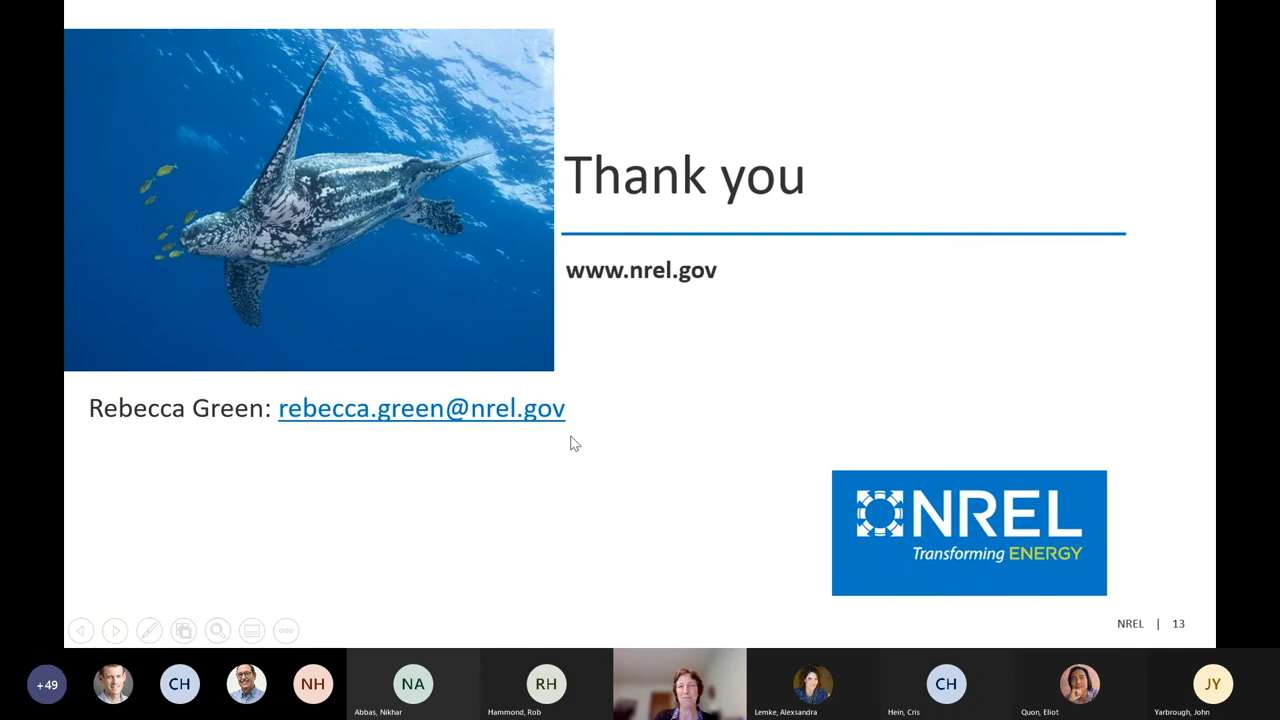 Thank you
www.nrel.gov
Rebecca Green: rebecca.green@nrel.gov
NREL
Transforming ENERGY
NREL | 13
+49
CH
NH
NA
Abbas, Nikhar
RH
Hammond, Rob
Lemke, Alexsandra
CH
Hein, Cris
Quon, Eliot
JY
Yarbrough, John